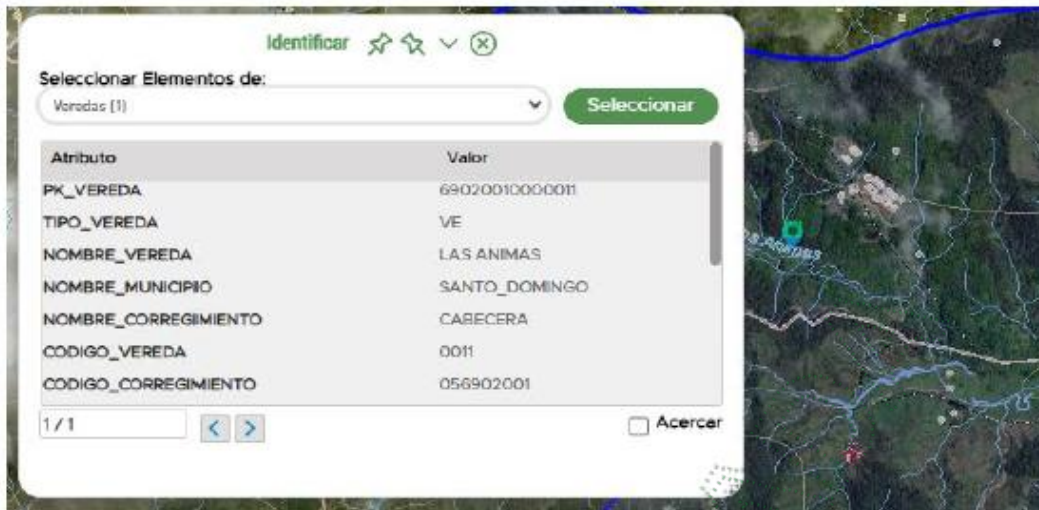 Identificar
Seleccionar Elementos de:
Veredas (1)
Seleccionar
Atributo Valor
PK_VEREDA 69020010000011
TIPO_VEREDA VE
NOMBRE_VEREDA LAS ANIMAS
NOMBRE_MUNICIPIO SANTO_DOMINGO
NOMBRE_CORREGIMIENTO CABECERA
CODIGO_VEREDA 0011
CODIGO_CORREGIMIENTO 056902001
1 / 1
Acercar